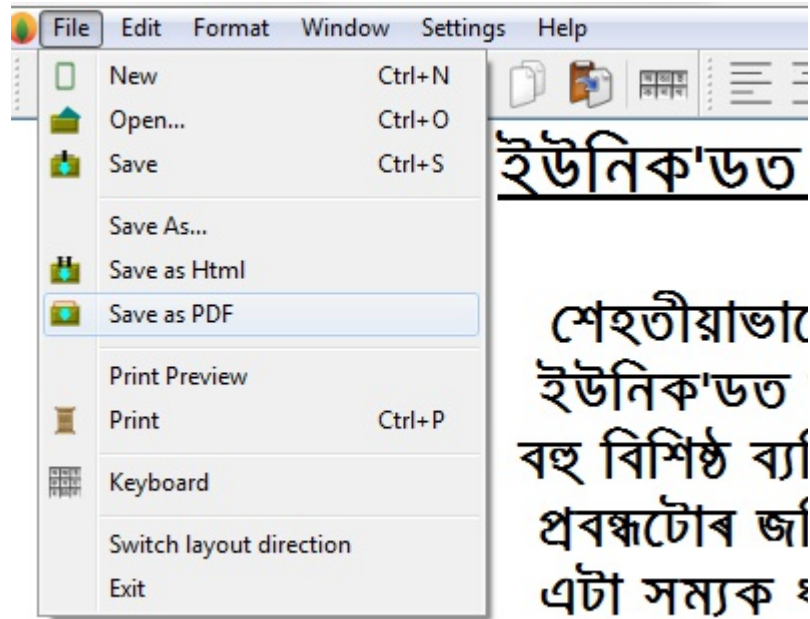 File Edit Format Window Settings Help
New Ctrl+N
Open... Ctrl+O
Save Ctrl+S
Save As...
Save as Html
Save as PDF
Print Preview
Print Ctrl+P
Keyboard
Switch layout direction
Exit
ইউনিক'ডত
শেহতীয়াভাৱে
ইউনিক'ডত
বহু বিশিষ্ঠ
প্ৰবন্ধটোৰ
এটা সম্যক